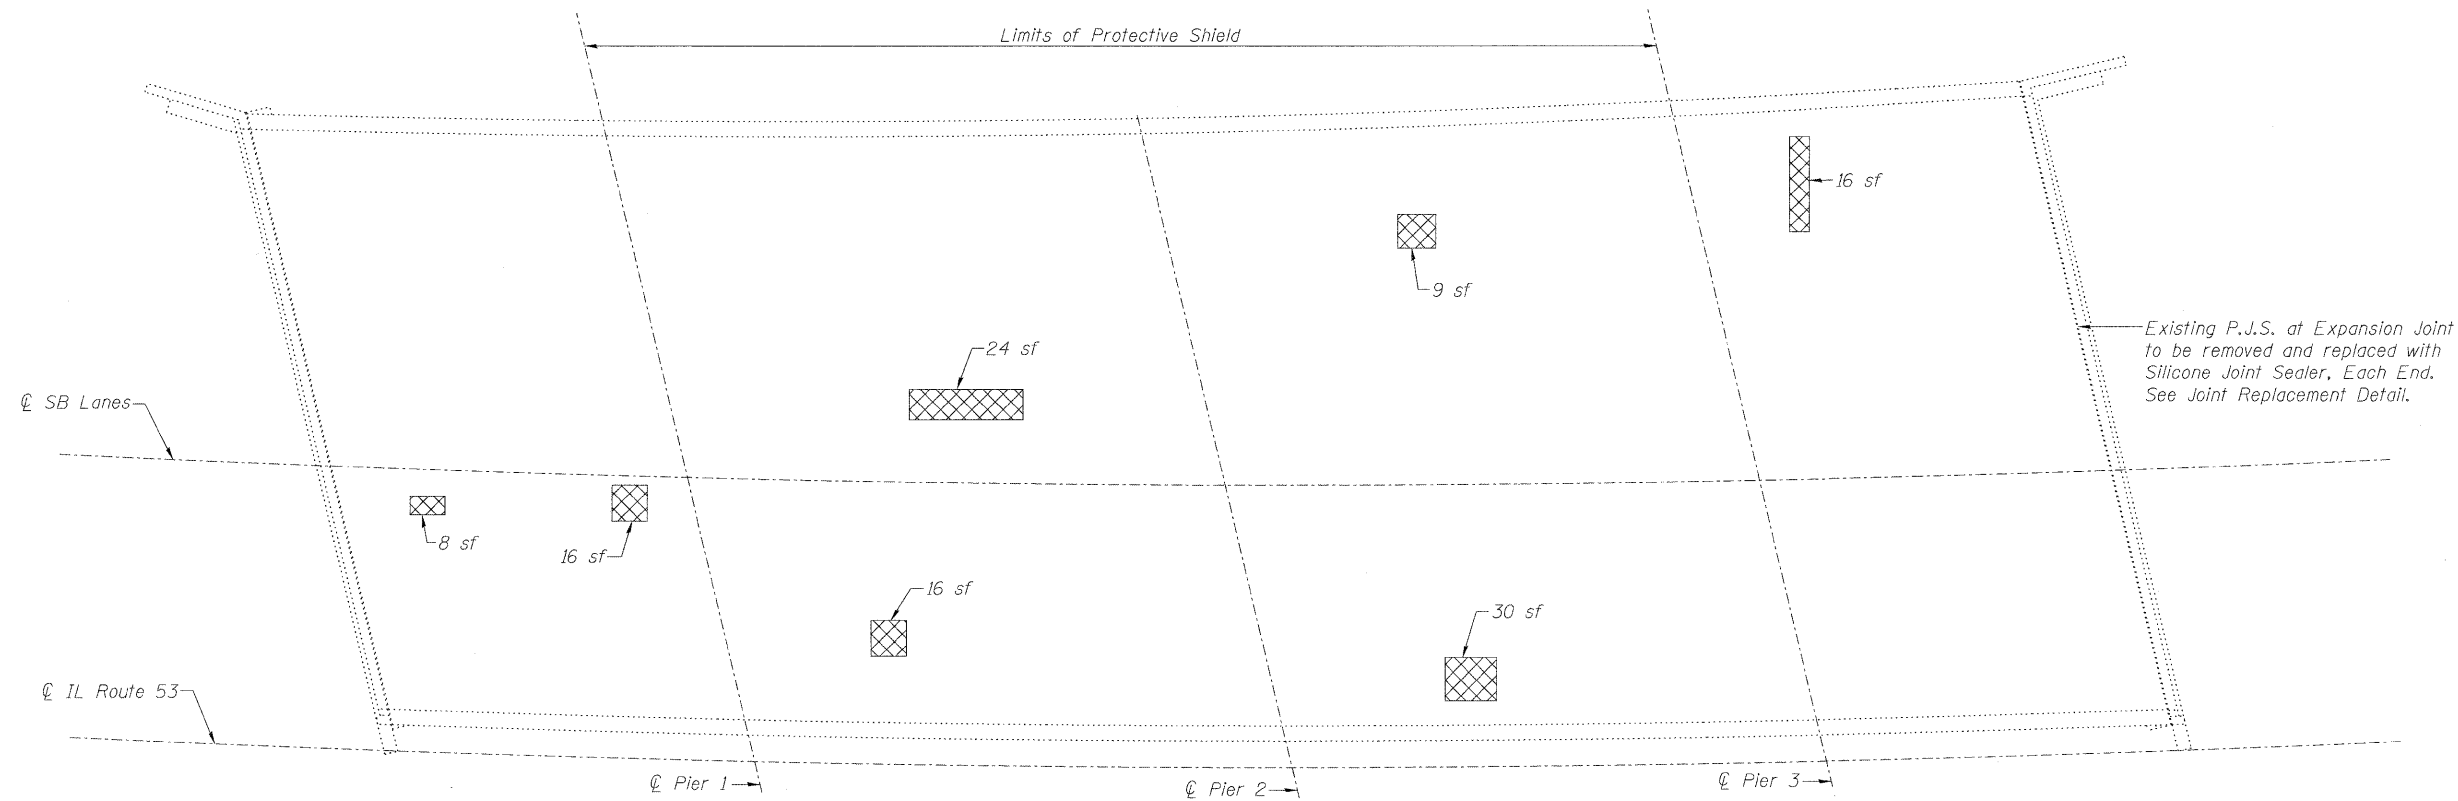 Limits of Protective Shield
16 sf
9 sf
Existing P.J.S. at Expansion Joint
to be removed and replaced with
Silicone Joint Sealer, Each End.
See Joint Replacement Detail.
24 sf
℄ SB Lanes
8 sf
16 sf
16 sf
30 sf
℄ IL Route 53
℄ Pier 1
℄ Pier 2
℄ Pier 3